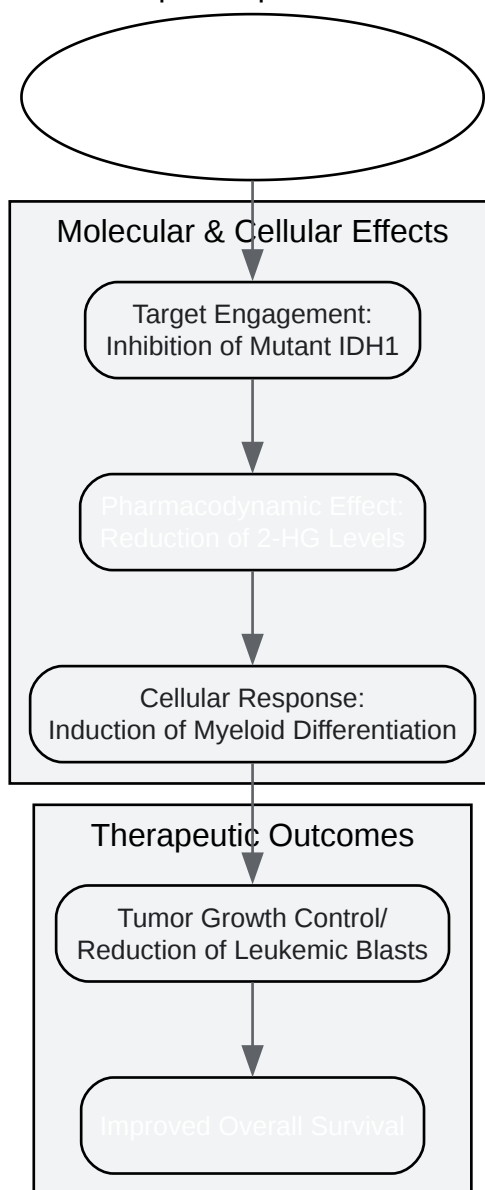 Molecular & Cellular Effects
Target Engagement:
Inhibition of Mutant IDH1
Pharmacodynamic Effect:
Reduction of 2-HG Levels
Cellular Response:
Induction of Myeloid Differentiation
Therapeutic Outcomes
Tumor Growth Control/
Reduction of Leukemic Blasts
Improved Overall Survival